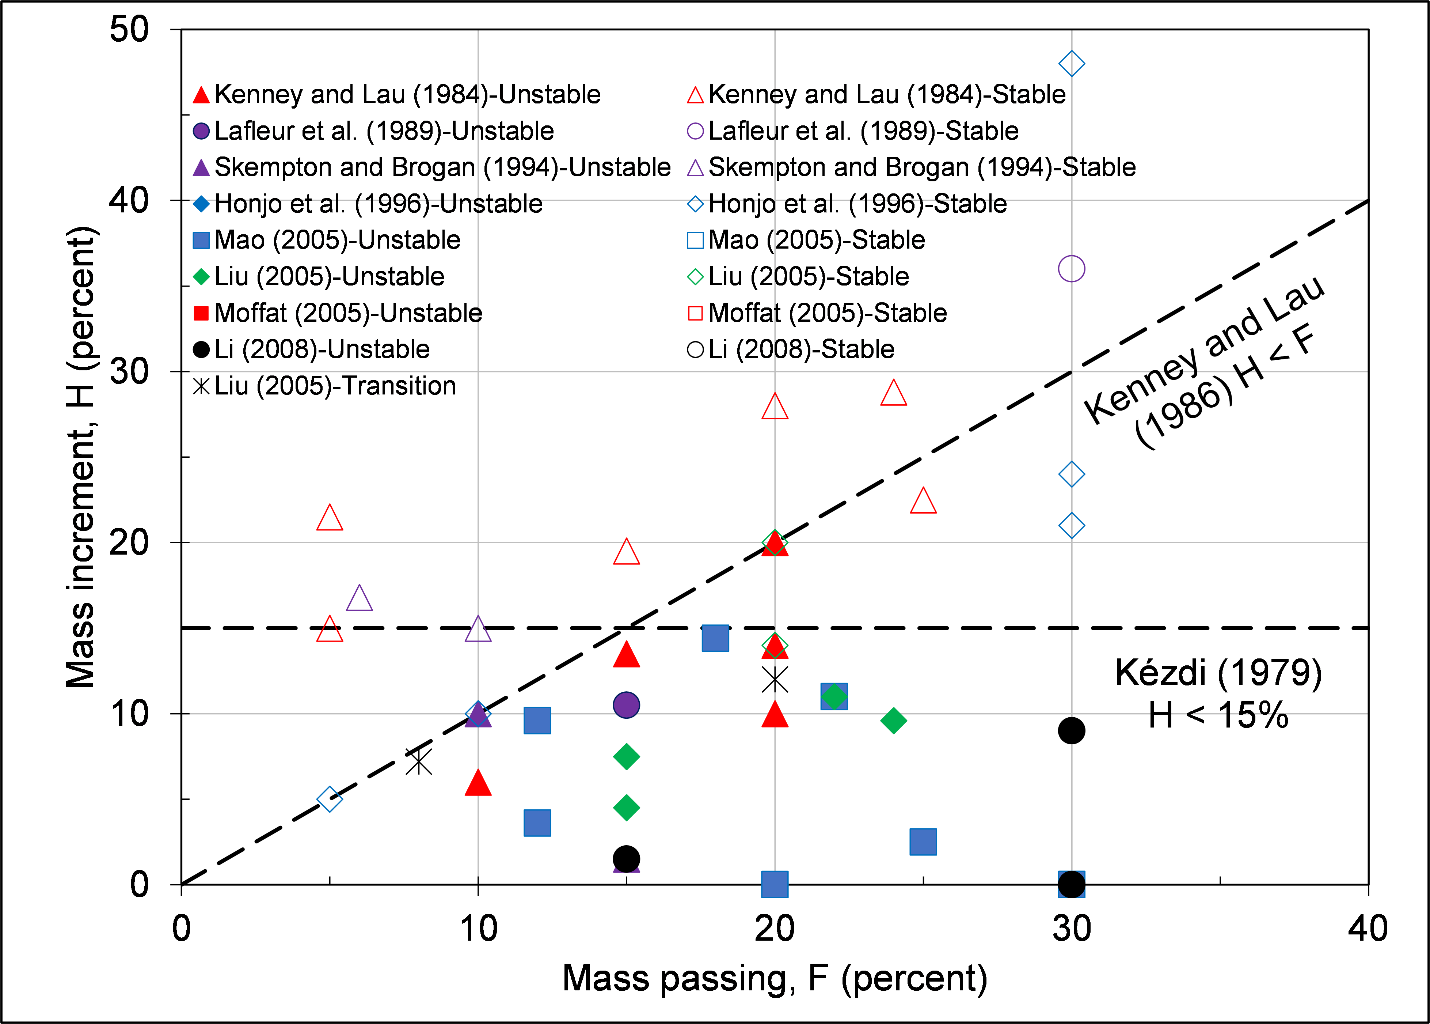 50
40
30
20
10
0
Mass increment, H (percent)
Kenney and Lau (1984)-Unstable
Lafleur et al. (1989)-Unstable
Skempton and Brogan (1994)-Unstable
Honjo et al. (1996)-Unstable
Mao (2005)-Unstable
Liu (2005)-Unstable
Moffat (2005)-Unstable
Li (2008)-Unstable
Liu (2005)-Transition
Kenney and Lau (1984)-Stable
Lafleur et al. (1989)-Stable
Skempton and Brogan (1994)-Stable
Honjo et al. (1996)-Stable
Mao (2005)-Stable
Liu (2005)-Stable
Moffat (2005)-Stable
Li (2008)-Stable
Kenney and Lau
(1986) H < F
Kézdi (1979)
H < 15%
0
10
20
30
40
Mass passing, F (percent)